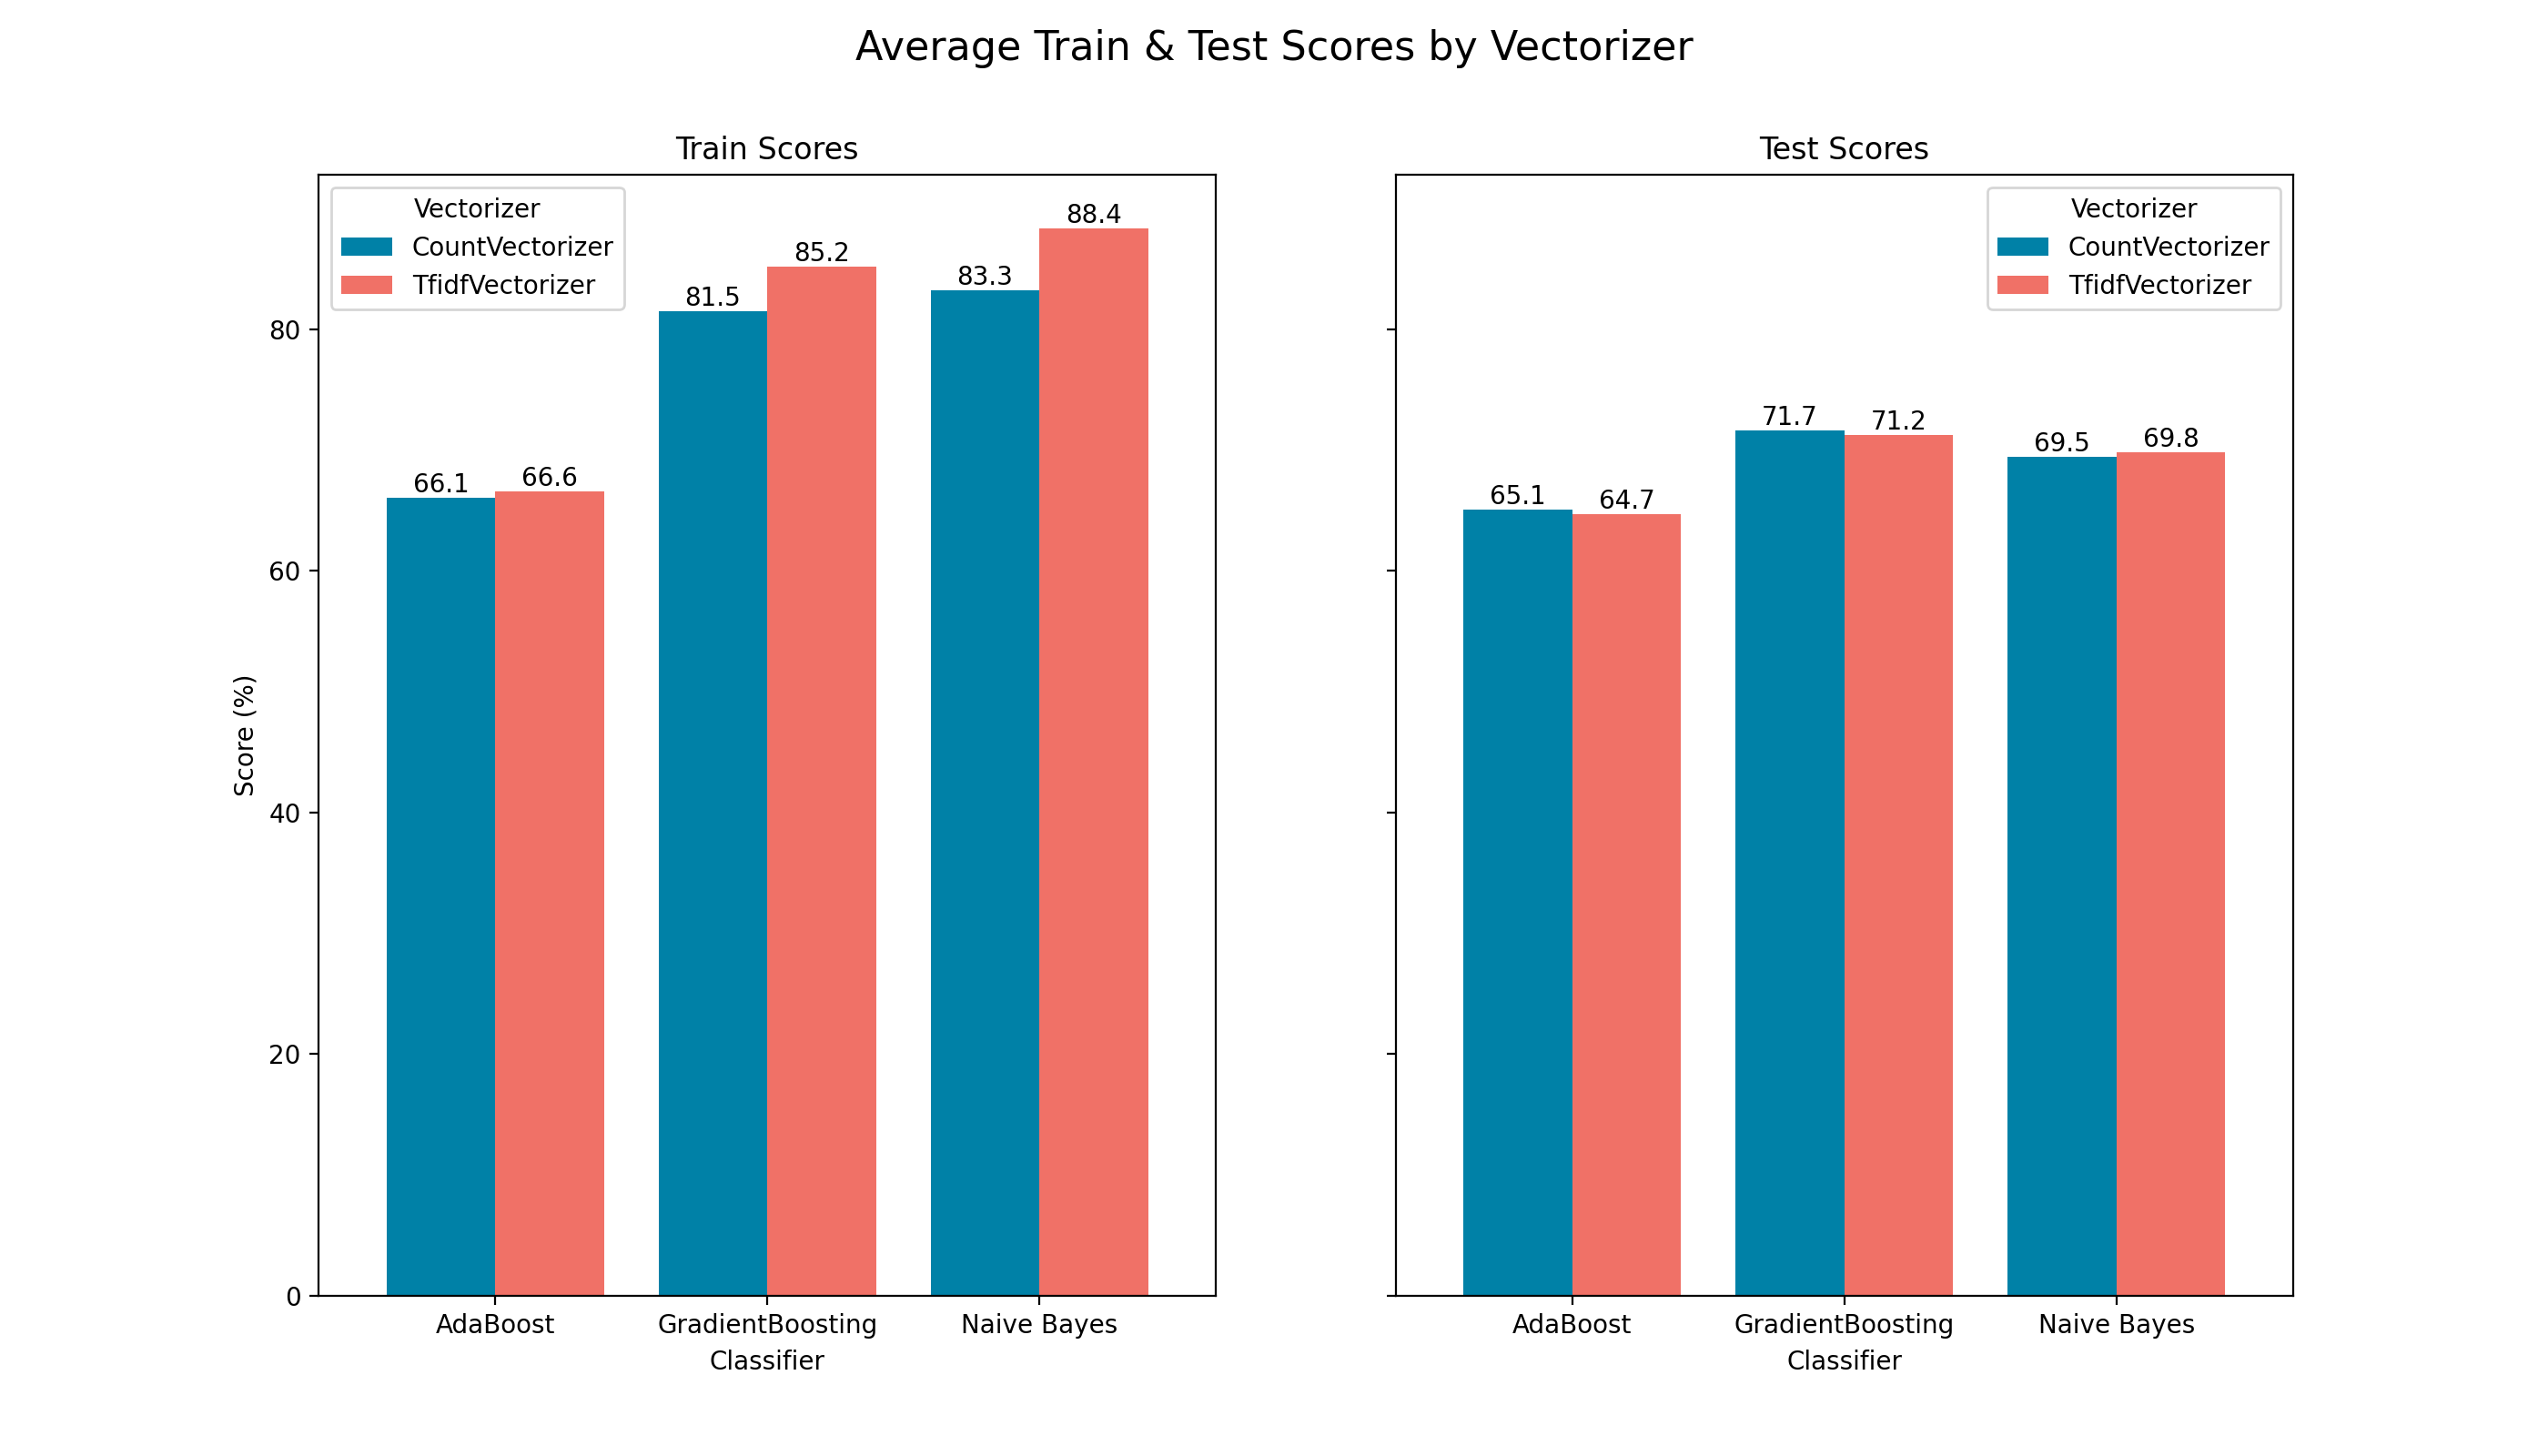 Average Train & Test Scores by Vectorizer
Train Scores
Vectorizer
CountVectorizer
TfidfVectorizer
88.4
85.2
83.3
81.5
66.1
66.6
80
60
40
20
0
Score (%)
AdaBoost
GradientBoosting
Naive Bayes
Classifier
Test Scores
Vectorizer
CountVectorizer
TfidfVectorizer
71.7
71.2
69.5
69.8
65.1
64.7
AdaBoost
GradientBoosting
Naive Bayes
Classifier